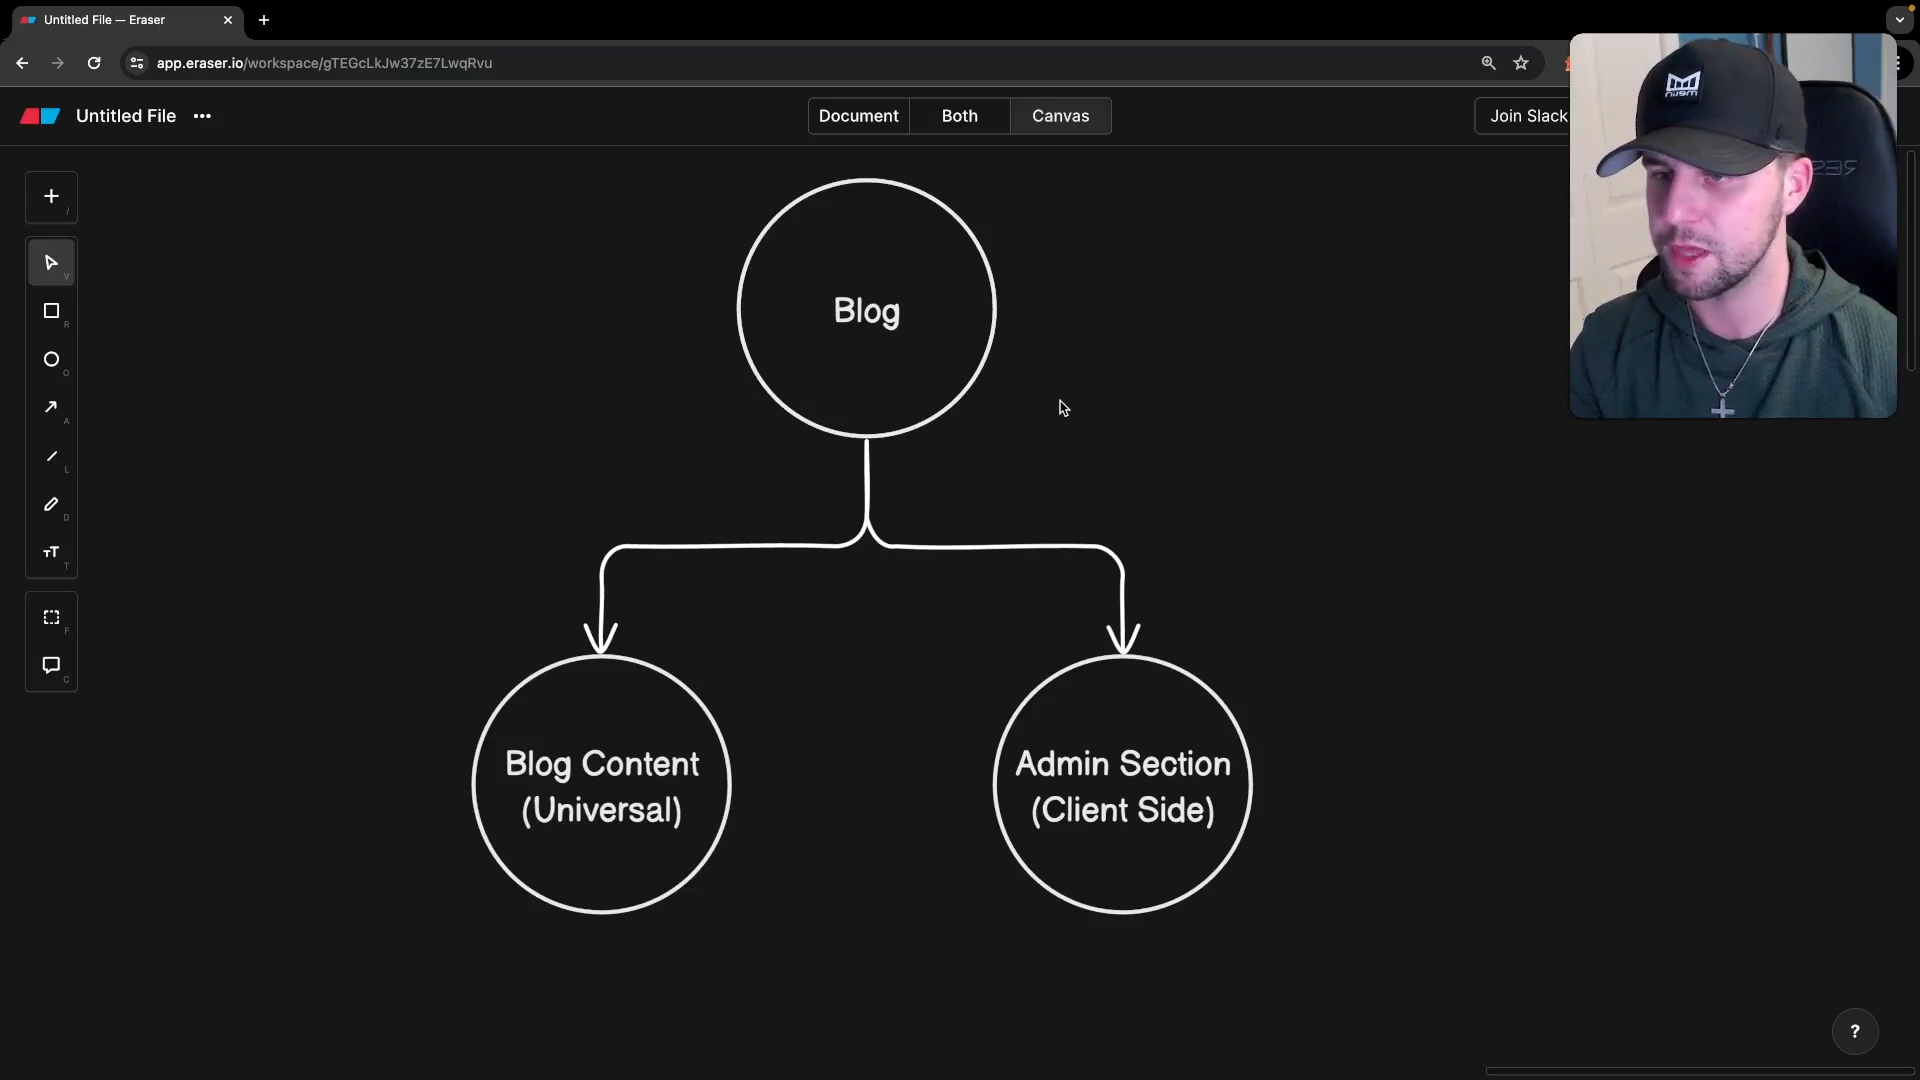 Untitled File — Eraser
app.eraser.io/workspace/gTEGcLkJw37zE7LwqRvu
Untitled File
Document
Both
Canvas
Join Slack
I
V
R
O
A
L
D
T
F
C
Blog
Blog Content
(Universal)
Admin Section
(Client Side)
?